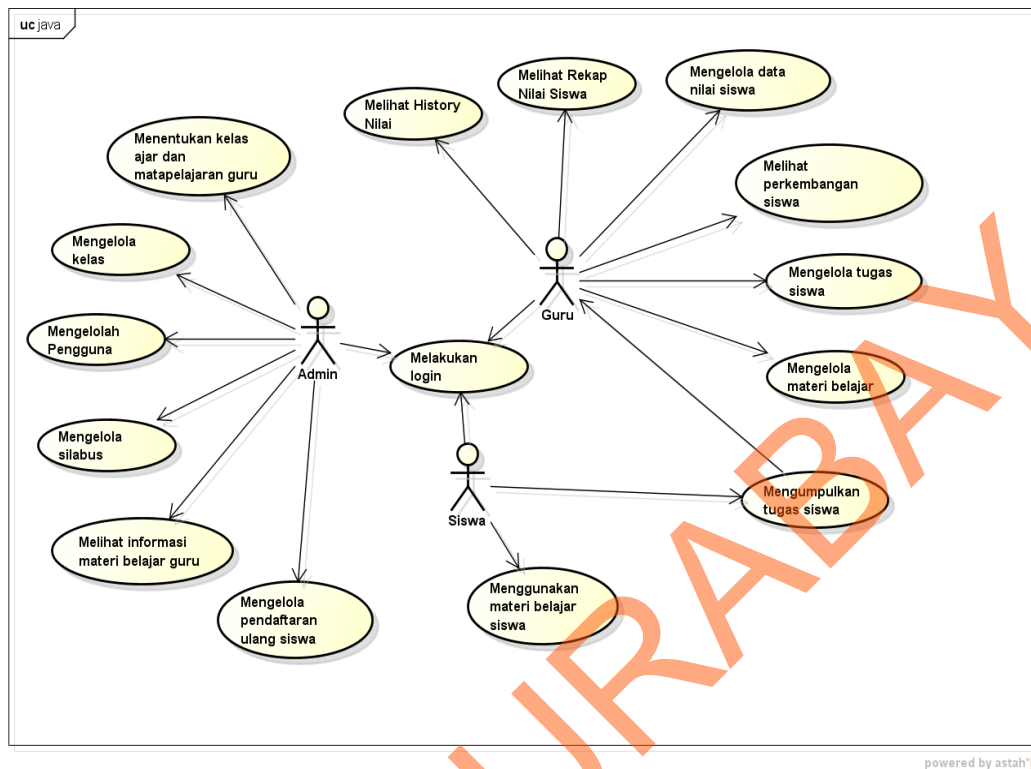 uc java
Melihat History
Nilai
Melihat Rekap
Nilai Siswa
Mengelola data
nilai siswa
Menentukan kelas
ajar dan
matapelajaran guru
Melihat
perkembangan
siswa
Mengelola
kelas
Mengelola tugas
siswa
Guru
Mengelolah
Pengguna
Admin
Melakukan
login
Mengelola
materi belajar
Mengelola
silabus
Siswa
Mengumpulkan
tugas siswa
Melihat informasi
materi belajar guru
Mengelola
pendaftaran
ulang siswa
Menggunakan
materi belajar
siswa
URABAY
powered by astah